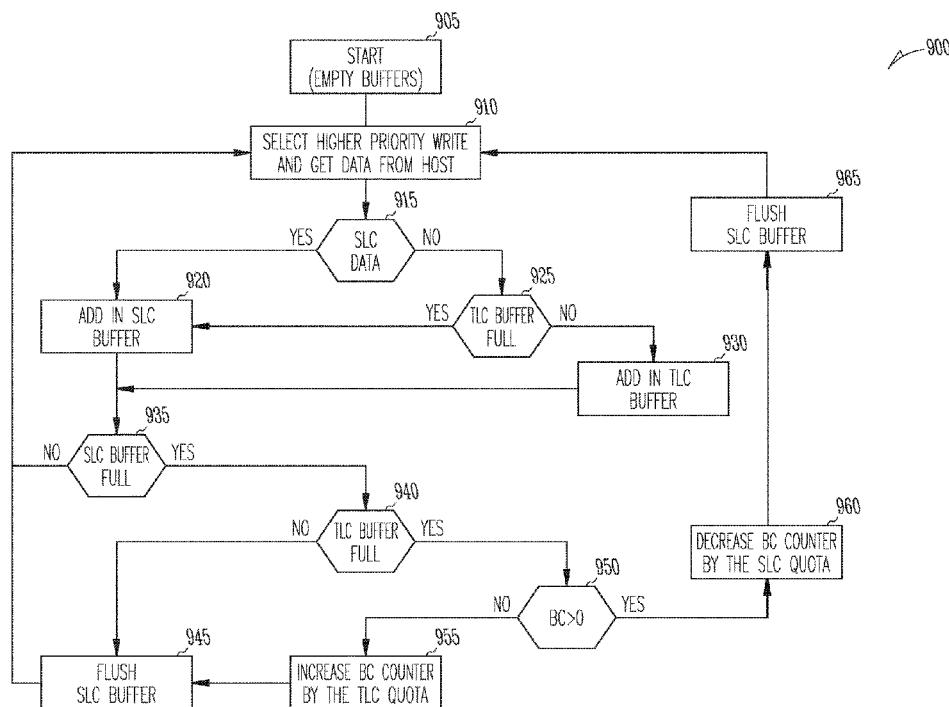 905
900
START
(EMPTY BUFFERS)
910
SELECT HIGHER PRIORITY WRITE
AND GET DATA FROM HOST
915
965
YES
SLC
DATA
NO
FLUSH
SLC BUFFER
920
925
ADD IN SLC
BUFFER
YES
TLC BUFFER
FULL
NO
930
ADD IN TLC
BUFFER
935
NO
SLC BUFFER
FULL
YES
940
960
NO
TLC BUFFER
FULL
YES
DECREASE BC COUNTER
BY THE SLC QUOTA
950
NO
BC>0
YES
945
955
FLUSH
SLC BUFFER
INCREASE BC COUNTER
BY THE TLC QUOTA